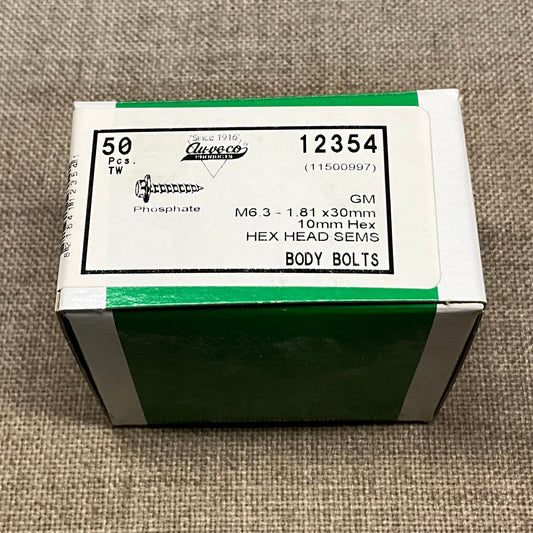 50
Pcs.
TW
"Since 1916"
Au-ve-co
PRODUCTS
12354
(11500997)
Phosphate
GM
M6.3 - 1.81 x30mm
10mm Hex
HEX HEAD SEMS
BODY BOLTS